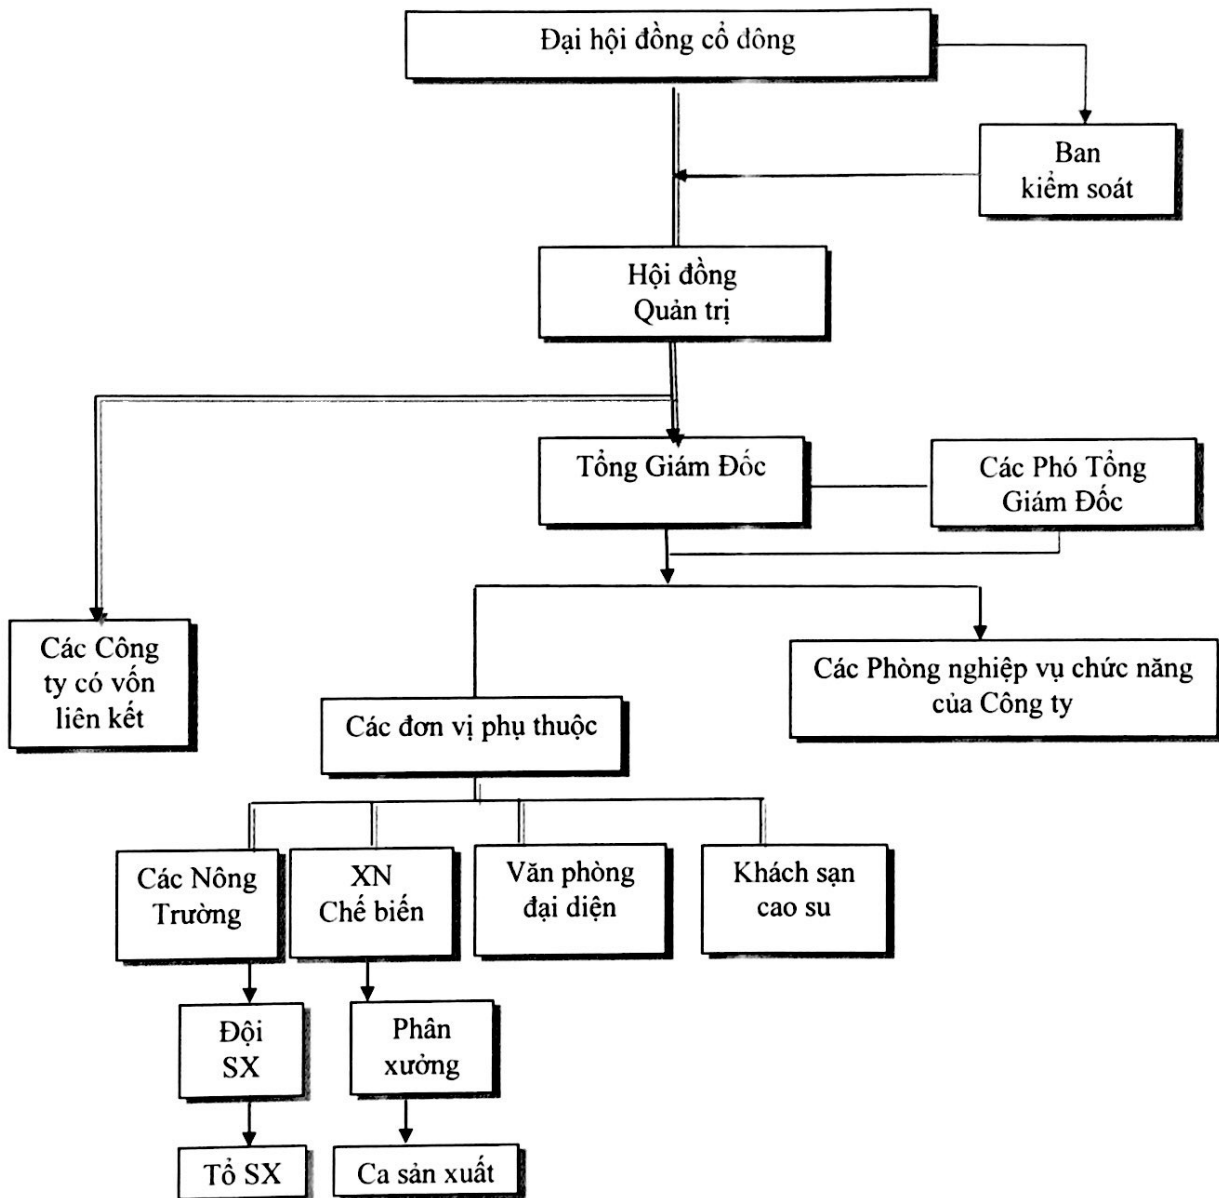 Đại hội đồng cổ đông
Ban
kiểm soát
Hội đồng
Quản trị
Tổng Giám Đốc
Các Phó Tổng
Giám Đốc
Các Công
ty có vốn
liên kết
Các Phòng nghiệp vụ chức năng
của Công ty
Các đơn vị phụ thuộc
Các Nông
Trường
XN
Chế biến
Văn phòng
đại diện
Khách sạn
cao su
Đội
SX
Phân
xưởng
Tổ SX
Ca sản xuất